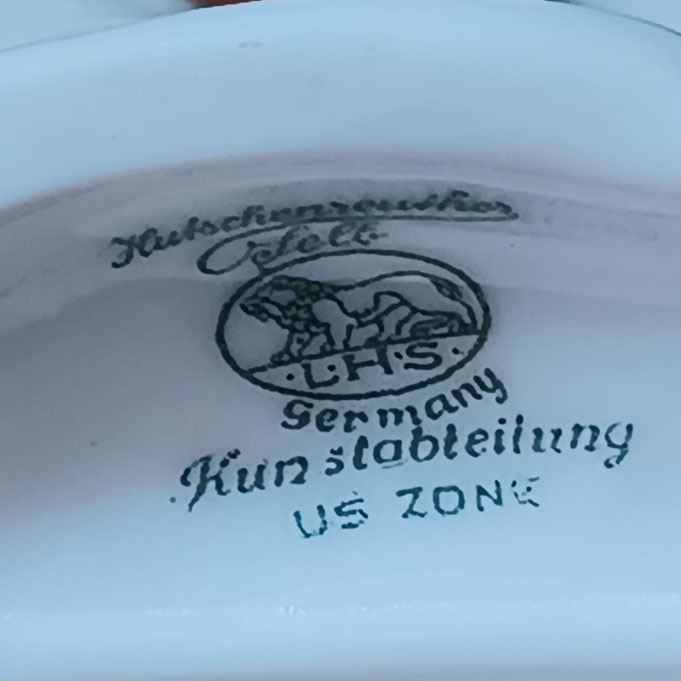 Hutschenreuther
Selb
·L·H·S·
Germany
Kunstabteilung
US ZONE